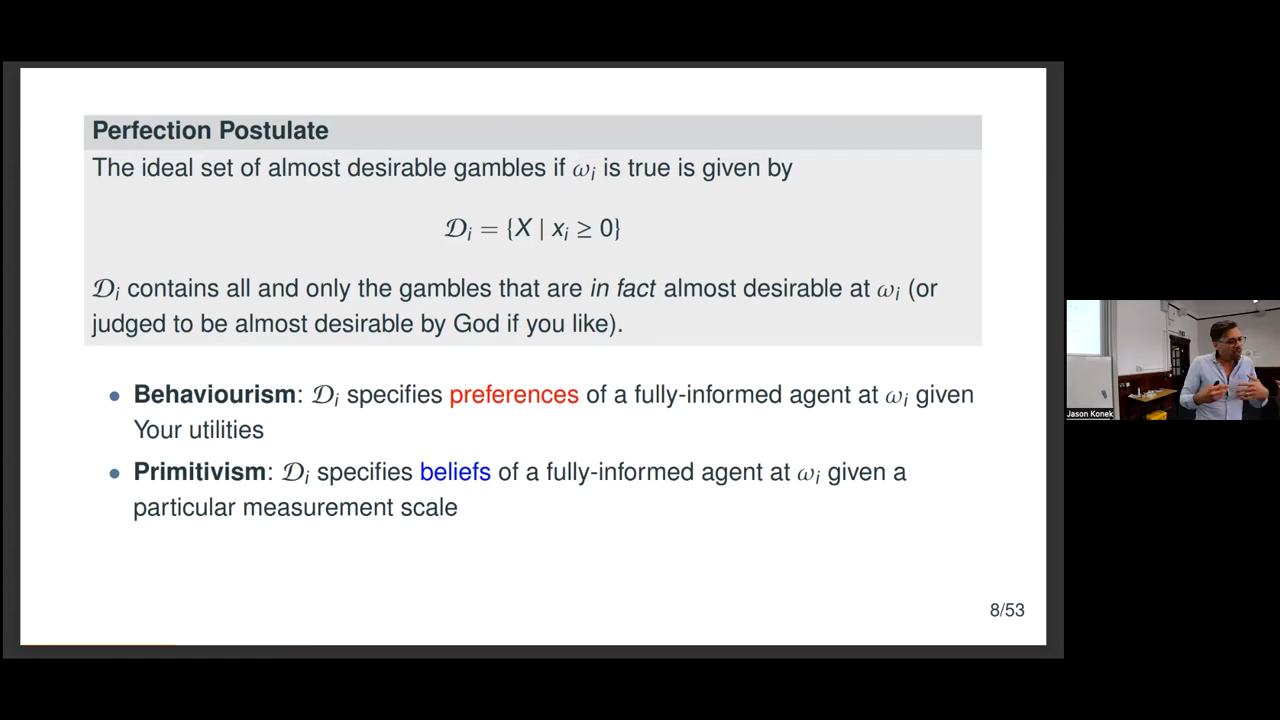 Perfection Postulate
The ideal set of almost desirable gambles if ωᵢ is true is given by
𝒟ᵢ = {X | xᵢ ≥ 0}
𝒟ᵢ contains all and only the gambles that are in fact almost desirable at ωᵢ (or
judged to be almost desirable by God if you like).
• Behaviourism: 𝒟ᵢ specifies preferences of a fully-informed agent at ωᵢ given
Your utilities
• Primitivism: 𝒟ᵢ specifies beliefs of a fully-informed agent at ωᵢ given a
particular measurement scale
8/53
Jason Konek